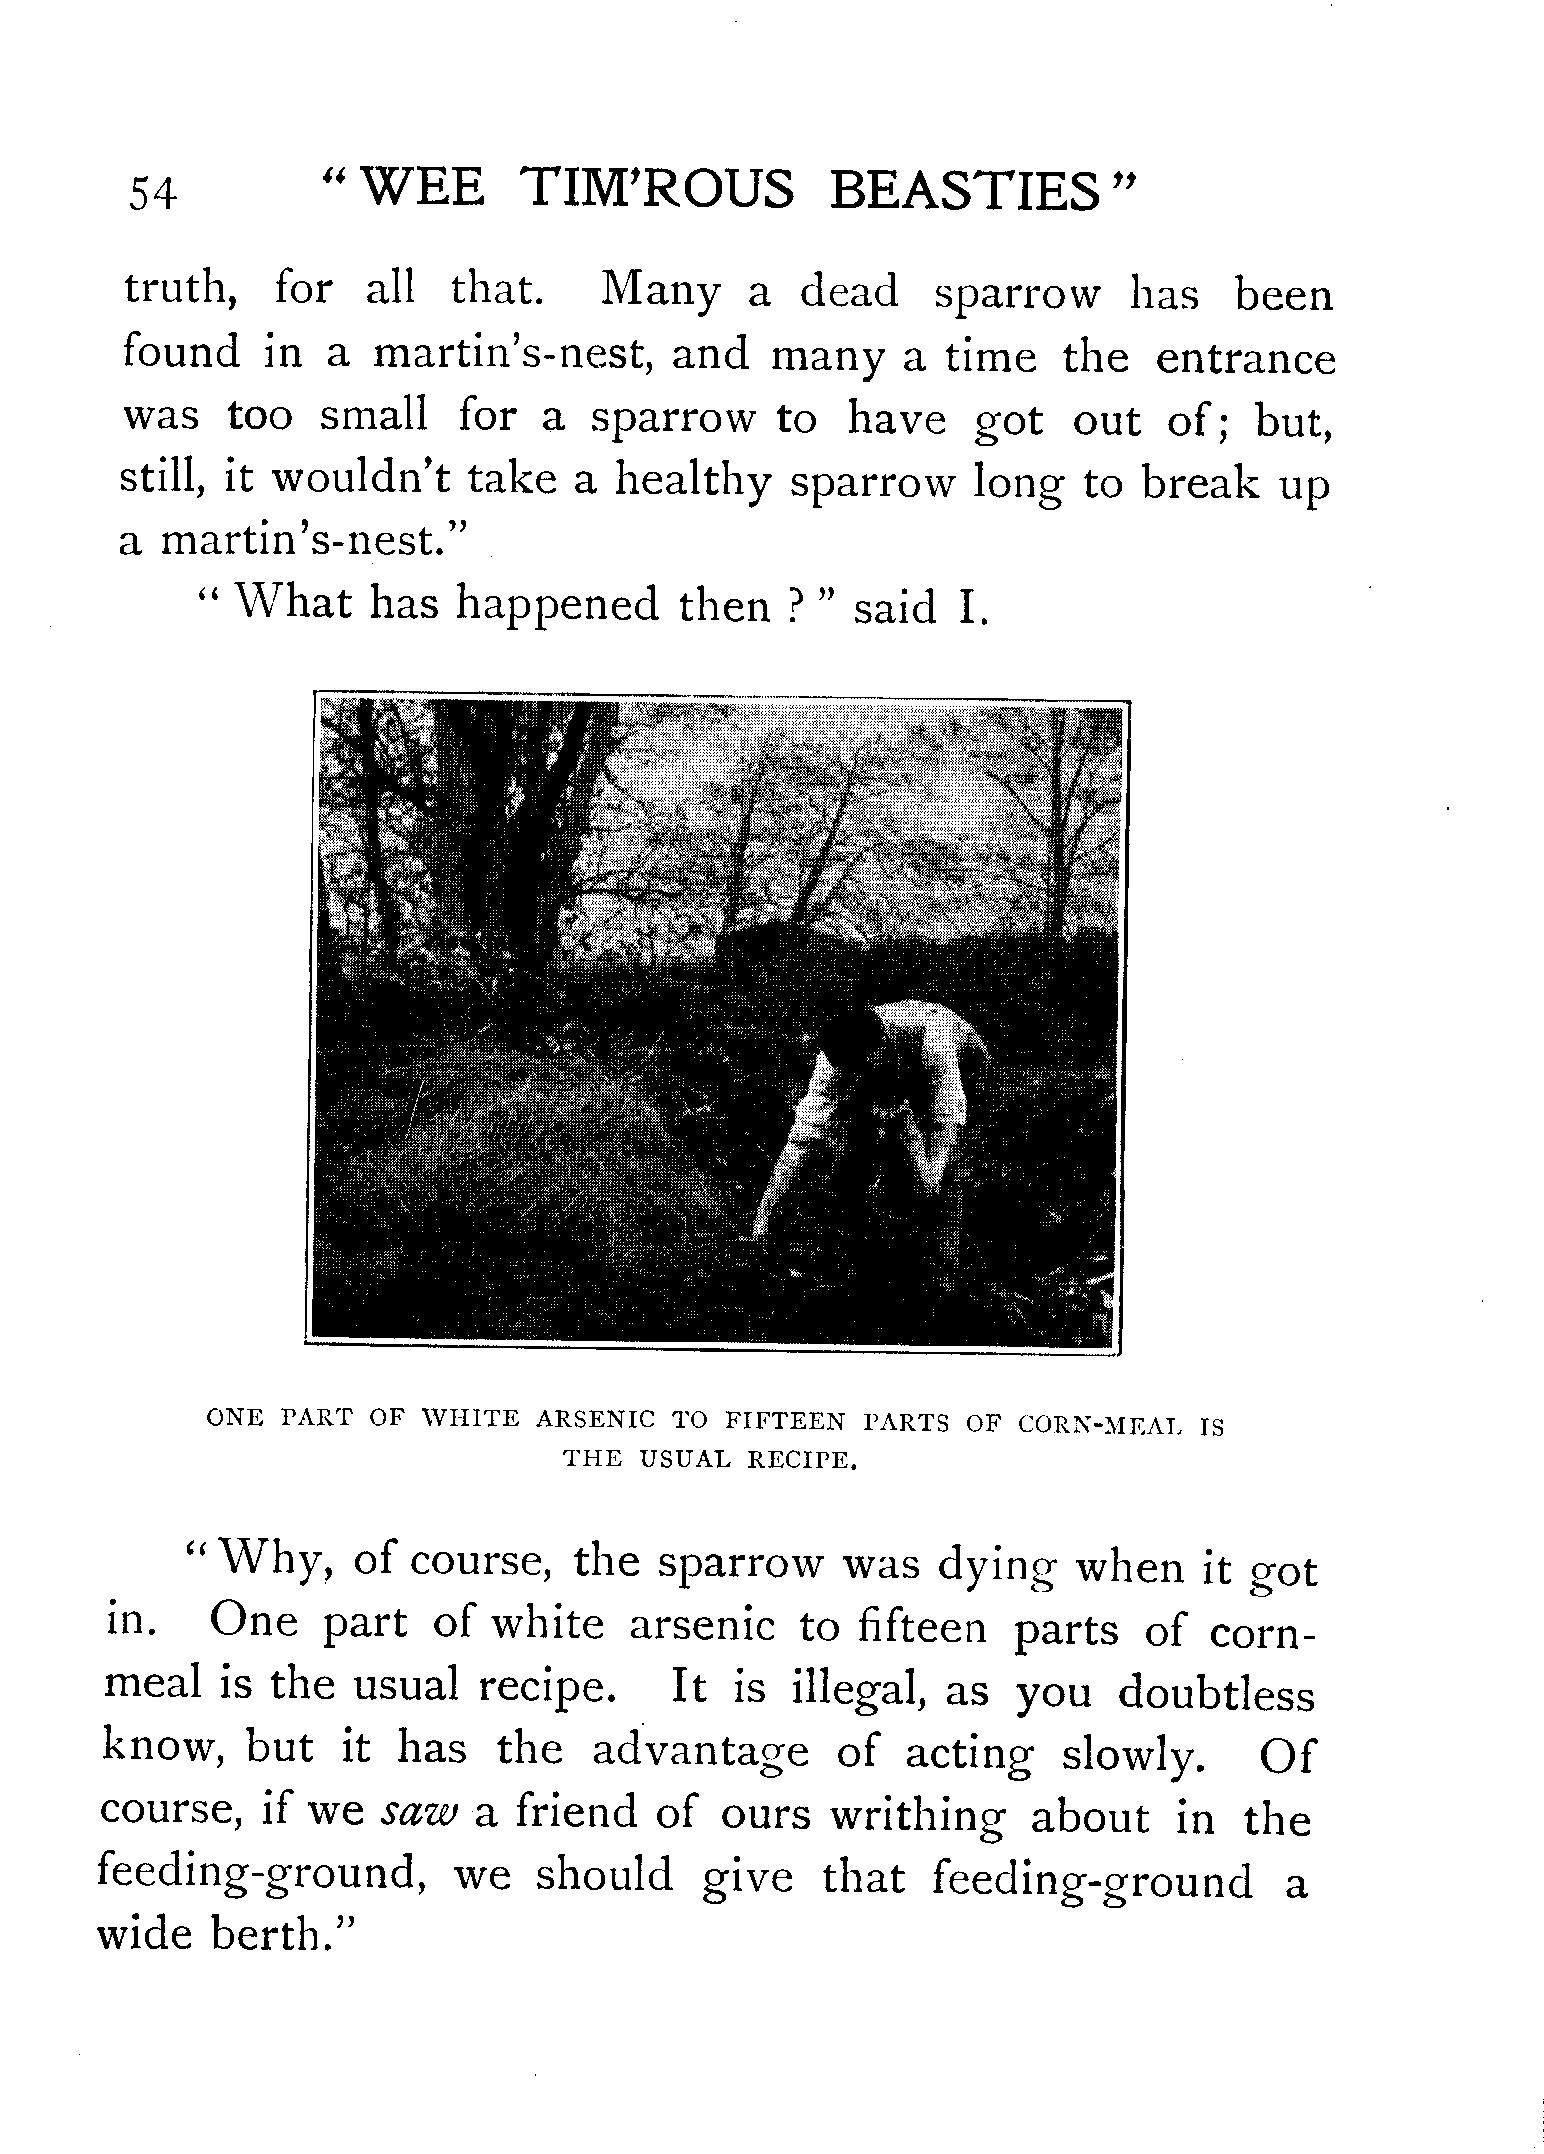 54 “WEE TIM'ROUS BEASTIES”
truth, for all that. Many a dead sparrow has been
found in a martin's-nest, and many a time the entrance
was too small for a sparrow to have got out of; but,
still, it wouldn't take a healthy sparrow long to break up
a martin's-nest.”
“What has happened then?” said I.
ONE PART OF WHITE ARSENIC TO FIFTEEN PARTS OF CORN-MEAL IS
THE USUAL RECIPE.
“Why, of course, the sparrow was dying when it got
in. One part of white arsenic to fifteen parts of corn-
meal is the usual recipe. It is illegal, as you doubtless
know, but it has the advantage of acting slowly. Of
course, if we saw a friend of ours writhing about in the
feeding-ground, we should give that feeding-ground a
wide berth.”